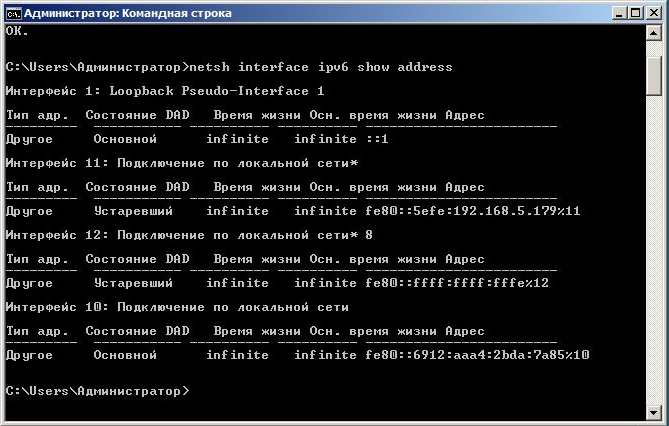 Администратор: Командная строка
OK.
C:\Users\Администратор>netsh interface ipv6 show address
Интерфейс 1: Loopback Pseudo-Interface 1
Тип адр.  Состояние DAD   Время жизни Осн. время жизни Адрес
---------  ----------- ---------- ---------- ------------------------
Другое     Основной      infinite   infinite ::1
Интерфейс 11: Подключение по локальной сети*
Тип адр.  Состояние DAD   Время жизни Осн. время жизни Адрес
---------  ----------- ---------- ---------- ------------------------
Другое     Устаревший    infinite   infinite fe80::5efe:192.168.5.179%11
Интерфейс 12: Подключение по локальной сети* 8
Тип адр.  Состояние DAD   Время жизни Осн. время жизни Адрес
---------  ----------- ---------- ---------- ------------------------
Другое     Устаревший    infinite   infinite fe80::ffff:ffff:fffe%12
Интерфейс 10: Подключение по локальной сети
Тип адр.  Состояние DAD   Время жизни Осн. время жизни Адрес
---------  ----------- ---------- ---------- ------------------------
Другое     Основной      infinite   infinite fe80::6912:aaa4:2bda:7a85%10
C:\Users\Администратор>